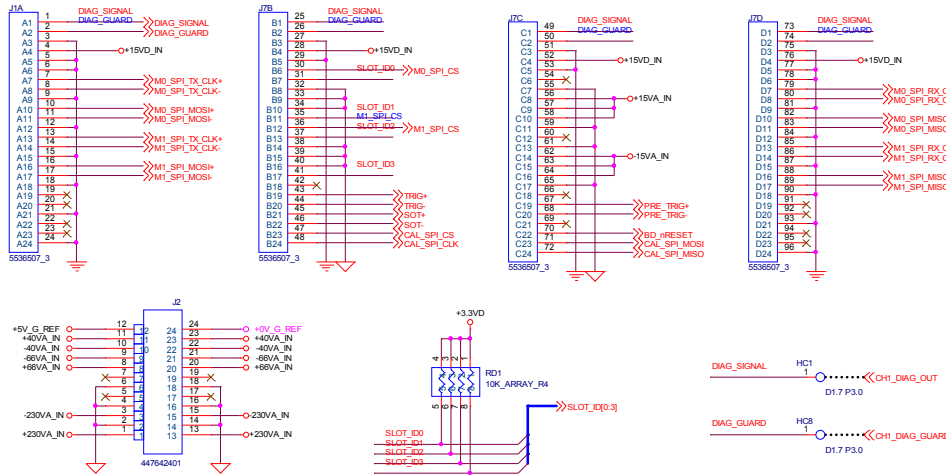 J1A
A1 1 DIAG_SIGNAL
A2 2 DIAG_GUARD
DIAG_SIGNAL
DIAG_GUARD
A3 3
A4 4 +15VD_IN
A5 5
A6 6
A7 7 M0_SPI_TX_CLK+
A8 8 M0_SPI_TX_CLK-
A9 9
A10 10 M0_SPI_MOSI+
A11 11 M0_SPI_MOSI-
A12 12
A13 13 M1_SPI_TX_CLK+
A14 14 M1_SPI_TX_CLK-
A15 15
A16 16 M1_SPI_MOSI+
A17 17 M1_SPI_MOSI-
A18 18
A19 19
A20 20
A21 21
A22 22
A23 23
A24 24
5536507_3
J7B
B1 25 DIAG_SIGNAL
B2 26 DIAG_GUARD
B3 27
B4 28 +15VD_IN
B5 29
B6 30 SLOT_ID0 M0_SPI_CS
B7 31
B8 32
B9 33
B10 34 SLOT_ID1
B11 35 M1_SPI_CS
B12 36 SLOT_ID2 M1_SPI_CS
B13 37
B14 38
B15 39
B16 40 SLOT_ID3
B17 41
B18 42
B19 43 TRIG+
B20 44 TRIG-
B21 45 SOT+
B22 46 SOT-
B23 47 CAL_SPI_CS
B24 48 CAL_SPI_CLK
5536507_3
J7C
C1 49 DIAG_SIGNAL
C2 50 DIAG_GUARD
C3 51
C4 52 +15VD_IN
C5 53
C6 54
C7 55
C8 56 +15VA_IN
C9 57
C10 58
C11 59
C12 60
C13 61
C14 62 -15VA_IN
C15 63
C16 64
C17 65
C18 66
C19 67 PRE_TRIG+
C20 68 PRE_TRIG-
C21 69
C22 70 BD_nRESET
C23 71 CAL_SPI_MOSI
C24 72 CAL_SPI_MISO
5536507_3
J7D
D1 73 DIAG_SIGNAL
D2 74 DIAG_GUARD
D3 75
D4 76 +15VD_IN
D5 77
D6 78
D7 79 M0_SPI_RX_C
D8 80 M0_SPI_RX_C
D9 81
D10 82 M0_SPI_MISO
D11 83 M0_SPI_MISO
D12 84
D13 85 M1_SPI_RX_C
D14 86 M1_SPI_RX_C
D15 87
D16 88 M1_SPI_MISO
D17 89 M1_SPI_MISO
D18 90
D19 91
D20 92
D21 93
D22 94
D23 95
D24 96
5536507_3
J2
+5V_G_REF 12 12 24 24 +0V_G_REF
+40VA_IN 11 11 23 23 +40VA_IN
-40VA_IN 10 10 22 22 -40VA_IN
-66VA_IN 9 9 21 21 -66VA_IN
+66VA_IN 8 8 20 20 +66VA_IN
7 7 19 19
6 6 18 18
5 5 17 17
4 4 16 16
-230VA_IN 3 3 15 15 -230VA_IN
2 2 14 14
+230VA_IN 1 1 13 13 +230VA_IN
447642401
+3.3VD
4 3 2 1
RD1
10K_ARRAY_R4
5 6 7 8
SLOT_ID[0:3]
SLOT_ID0
SLOT_ID1
SLOT_ID2
SLOT_ID3
DIAG_SIGNAL HC1
1 CH1_DIAG_OUT
D1.7 P3.0
DIAG_GUARD HC8
1 CH1_DIAG_GUARD
D1.7 P3.0